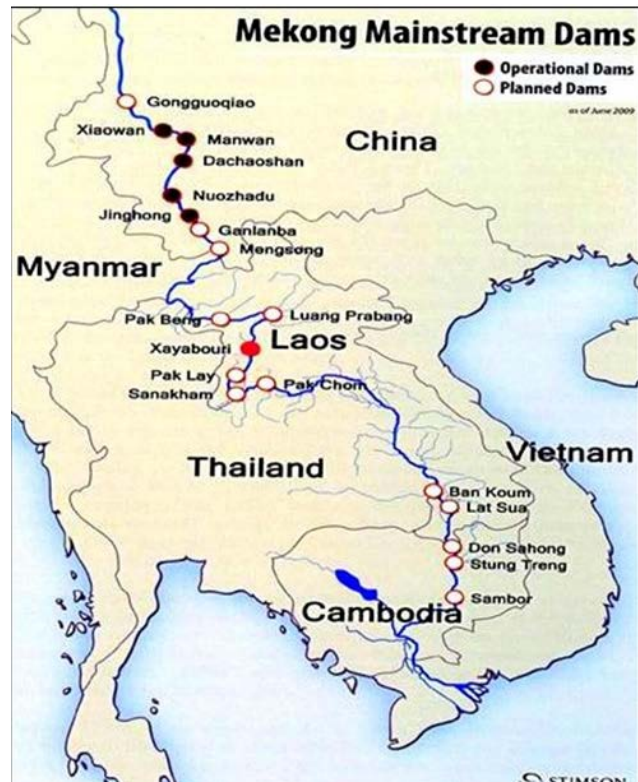 Mekong Mainstream Dams
Operational Dams
Planned Dams
as of June 2009
Gongguoqiao
Xiaowan
Manwan
Dachaoshan
China
Nuozhadu
Jinghong
Ganlanba
Mengsong
Myanmar
Pak Beng
Luang Prabang
Xayabouri
Laos
Pak Lay
Pak Chom
Sanakham
Vietnam
Thailand
Ban Koum
Lat Sua
Don Sahong
Stung Treng
Sambor
Cambodia
STIMSON